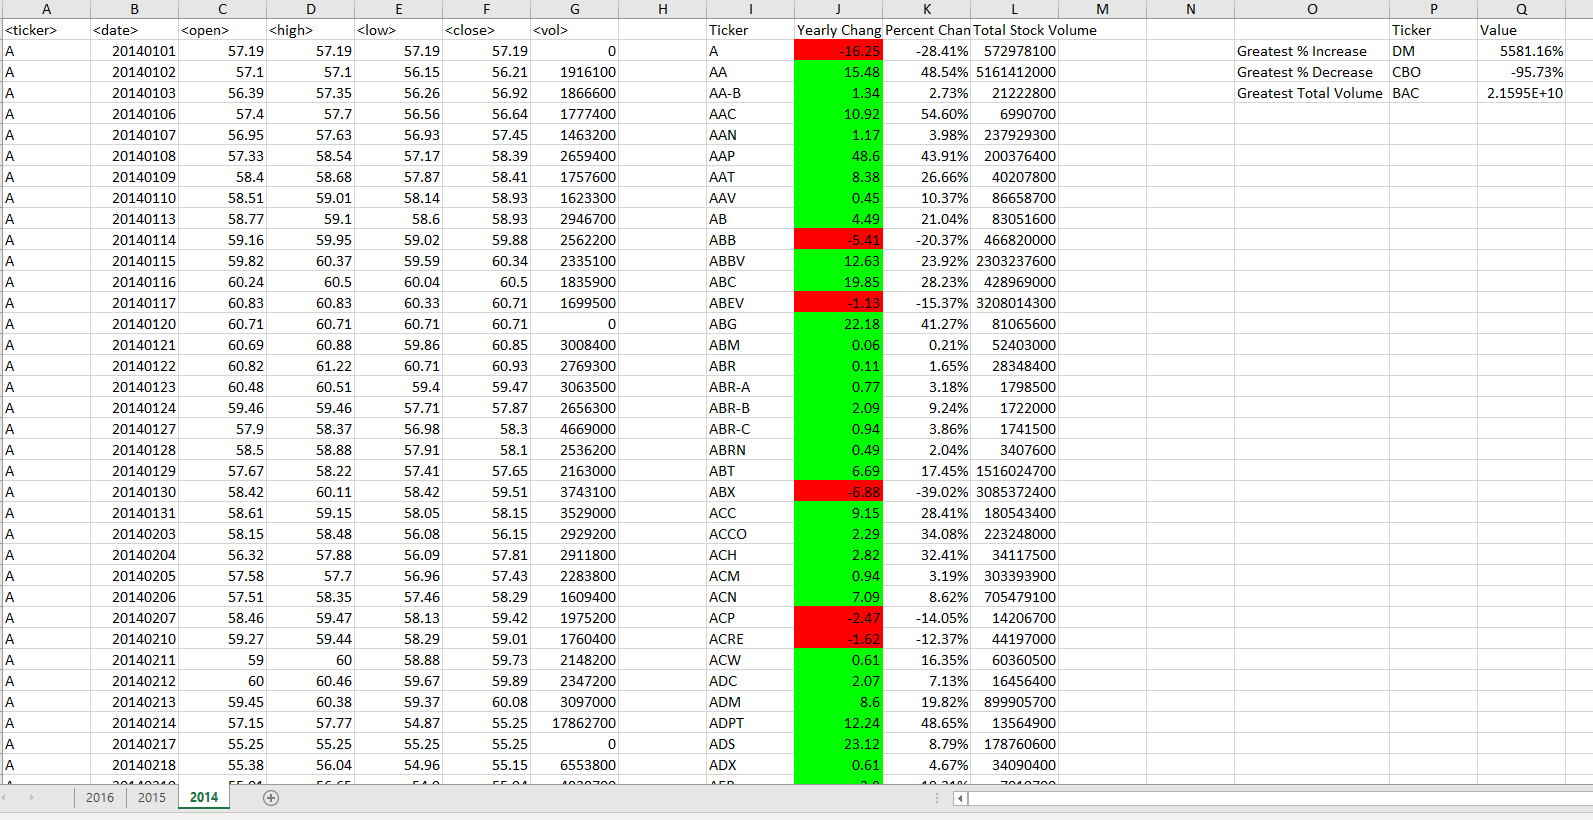 A B C D E F G H I J K L M N O P Q
<ticker> <date> <open> <high> <low> <close> <vol> Ticker Yearly Chang Percent Chan Total Stock Volume Ticker Value
A 20140101 57.19 57.19 57.19 57.19 0 A -16.25 -28.41% 572978100 Greatest % Increase DM 5581.16%
A 20140102 57.1 57.1 56.15 56.21 1916100 AA 15.48 48.54% 5161412000 Greatest % Decrease CBO -95.73%
A 20140103 56.39 57.35 56.26 56.92 1866600 AA-B 1.34 2.73% 21222800 Greatest Total Volume BAC 2.1595E+10
A 20140106 57.4 57.7 56.56 56.64 1777400 AAC 10.92 54.60% 6990700
A 20140107 56.95 57.63 56.93 57.45 1463200 AAN 1.17 3.98% 237929300
A 20140108 57.33 58.54 57.17 58.39 2659400 AAP 48.6 43.91% 200376400
A 20140109 58.4 58.68 57.87 58.41 1757600 AAT 8.38 26.66% 40207800
A 20140110 58.51 59.01 58.14 58.93 1623300 AAV 0.45 10.37% 86658700
A 20140113 58.77 59.1 58.6 58.93 2946700 AB 4.49 21.04% 83051600
A 20140114 59.16 59.95 59.02 59.88 2562200 ABB -5.41 -20.37% 466820000
A 20140115 59.82 60.37 59.59 60.34 2335100 ABBV 12.63 23.92% 2303237600
A 20140116 60.24 60.5 60.04 60.5 1835900 ABC 19.85 28.23% 428969000
A 20140117 60.83 60.83 60.33 60.71 1699500 ABEV -1.13 -15.37% 3208014300
A 20140120 60.71 60.71 60.71 60.71 0 ABG 22.18 41.27% 81065600
A 20140121 60.69 60.88 59.86 60.85 3008400 ABM 0.06 0.21% 52403000
A 20140122 60.82 61.22 60.71 60.93 2769300 ABR 0.11 1.65% 28348400
A 20140123 60.48 60.51 59.4 59.47 3063500 ABR-A 0.77 3.18% 1798500
A 20140124 59.46 59.46 57.71 57.87 2656300 ABR-B 2.09 9.24% 1722000
A 20140127 57.9 58.37 56.98 58.3 4669000 ABR-C 0.94 3.86% 1741500
A 20140128 58.5 58.88 57.91 58.1 2536200 ABRN 0.49 2.04% 3407600
A 20140129 57.67 58.22 57.41 57.65 2163000 ABT 6.69 17.45% 1516024700
A 20140130 58.42 60.11 58.42 59.51 3743100 ABX -6.88 -39.02% 3085372400
A 20140131 58.61 59.15 58.05 58.15 3529000 ACC 9.15 28.41% 180543400
A 20140203 58.15 58.48 56.08 56.15 2929200 ACCO 2.29 34.08% 223248000
A 20140204 56.32 57.88 56.09 57.81 2911800 ACH 2.82 32.41% 34117500
A 20140205 57.58 57.7 56.96 57.43 2283800 ACM 0.94 3.19% 303393900
A 20140206 57.51 58.35 57.46 58.29 1609400 ACN 7.09 8.62% 705479100
A 20140207 58.46 59.47 58.13 59.42 1975200 ACP -2.47 -14.05% 14206700
A 20140210 59.27 59.44 58.29 59.01 1760400 ACRE -1.62 -12.37% 44197000
A 20140211 59 60 58.88 59.73 2148200 ACW 0.61 16.35% 60360500
A 20140212 60 60.46 59.67 59.89 2347200 ADC 2.07 7.13% 16456400
A 20140213 59.45 60.38 59.37 60.08 3097000 ADM 8.6 19.82% 899905700
A 20140214 57.15 57.77 54.87 55.25 17862700 ADPT 12.24 48.65% 13564900
A 20140217 55.25 55.25 55.25 55.25 0 ADS 23.12 8.79% 178760600
A 20140218 55.38 56.04 54.96 55.15 6553800 ADX 0.61 4.67% 34090400
2016 2015 2014